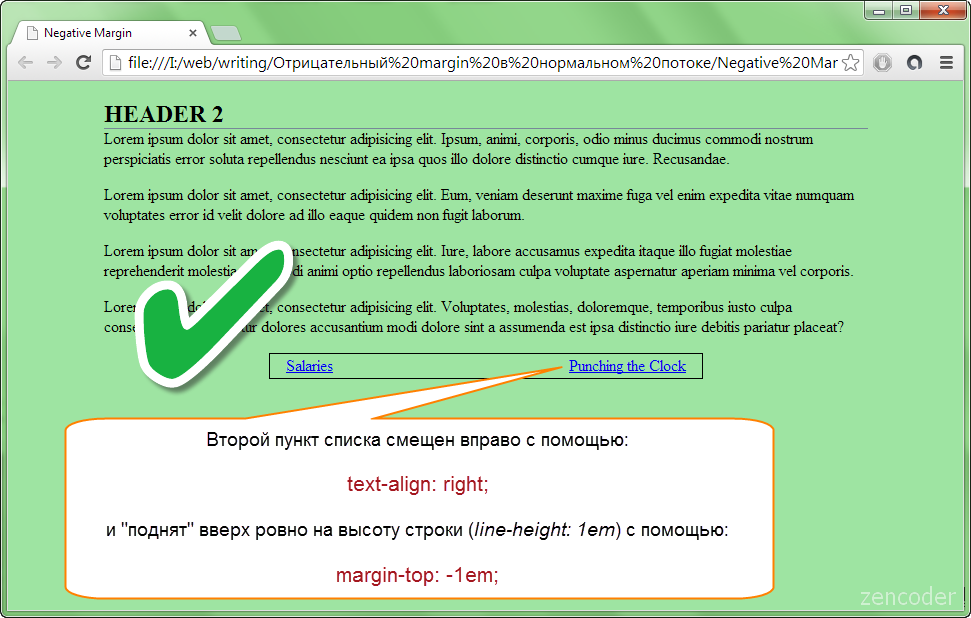 Negative Margin
file:///I:/web/writing/Отрицательный%20margin%20в%20нормальном%20потоке/Negative%20Mar
HEADER 2
Lorem ipsum dolor sit amet, consectetur adipisicing elit. Ipsum, animi, corporis, odio minus ducimus commodi nostrum
perspiciatis error soluta repellendus nesciunt ea ipsa quos illo dolore distinctio cumque iure. Recusandae.
Lorem ipsum dolor sit amet, consectetur adipisicing elit. Eum, veniam deserunt maxime fuga vel enim expedita vitae numquam
voluptates error id velit dolore ad illo eaque quidem non fugit laborum.
Lorem ipsum dolor sit am nsectetur adipisicing elit. Iure, labore accusamus expedita itaque illo fugiat molestiae
reprehenderit molestia di animi optio repellendus laboriosam culpa voluptate aspernatur aperiam minima vel corporis.
Lore t, consectetur adipisicing elit. Voluptates, molestias, doloremque, temporibus iusto culpa
conse tur dolores accusantium modi dolore sint a assumenda est ipsa distinctio iure debitis pariatur placeat?
Salaries Punching the Clock
Второй пункт списка смещен вправо с помощью:
text-align: right;
и "поднят" вверх ровно на высоту строки (line-height: 1em) с помощью:
margin-top: -1em;
zencoder